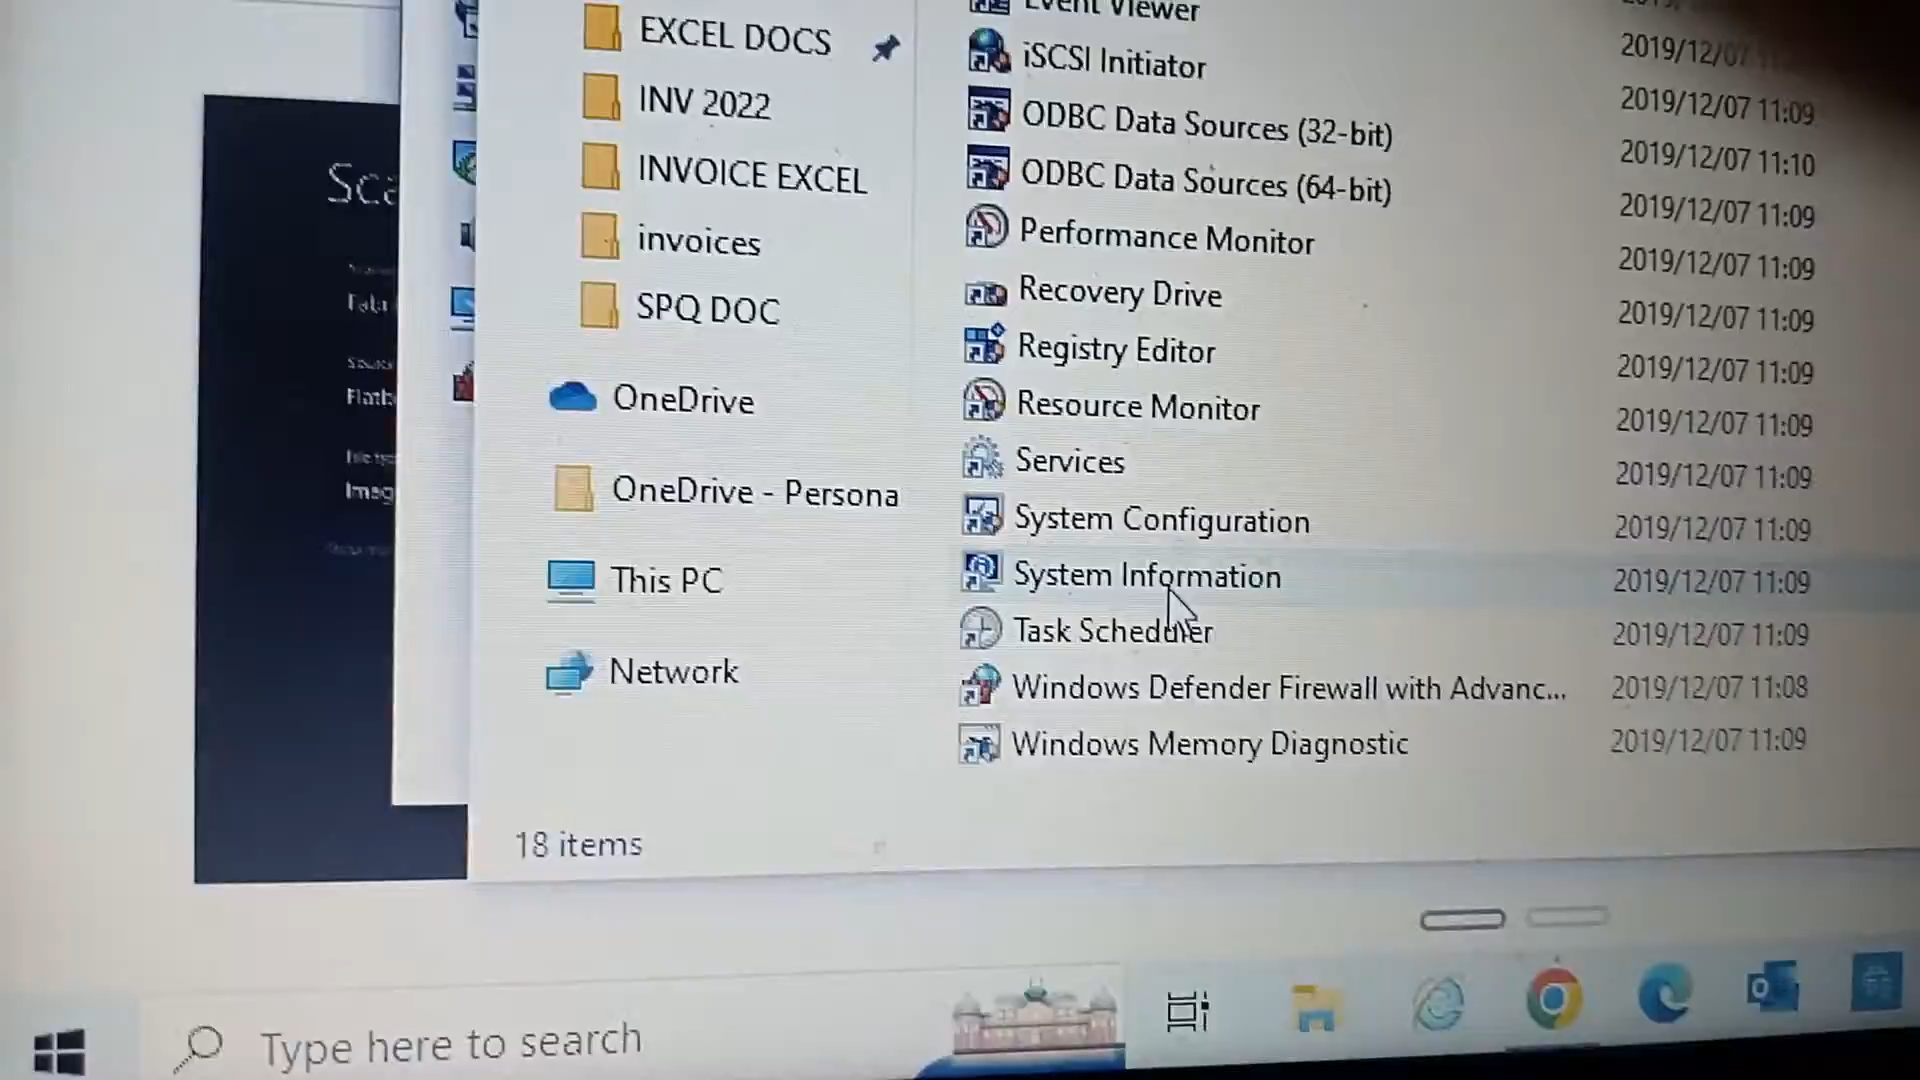 Sca
Flatb
Imag
EXCEL DOCS
INV 2022
INVOICE EXCEL
invoices
SPQ DOC
OneDrive
OneDrive - Persona
This PC
Network
Event Viewer
iSCSI Initiator 2019/12/07
ODBC Data Sources (32-bit) 2019/12/07 11:09
ODBC Data Sources (64-bit) 2019/12/07 11:10
Performance Monitor 2019/12/07 11:09
Recovery Drive 2019/12/07 11:09
Registry Editor 2019/12/07 11:09
Resource Monitor 2019/12/07 11:09
Services 2019/12/07 11:09
System Configuration 2019/12/07 11:09
System Information 2019/12/07 11:09
Task Scheduler 2019/12/07 11:09
Windows Defender Firewall with Advanc... 2019/12/07 11:08
Windows Memory Diagnostic 2019/12/07 11:09
18 items
Type here to search